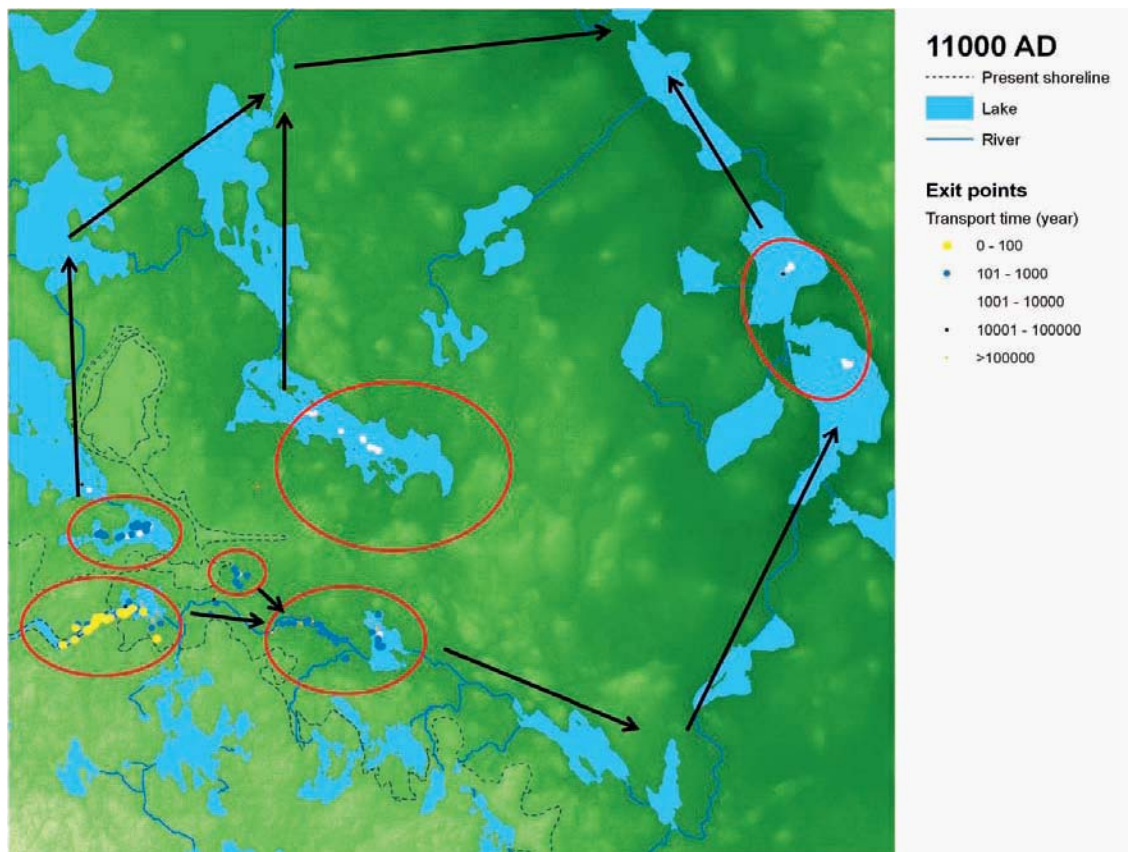 11000 AD
Present shoreline
Lake
River
Exit points
Transport time (year)
0 - 100
101 - 1000
1001 - 10000
10001 - 100000
>100000